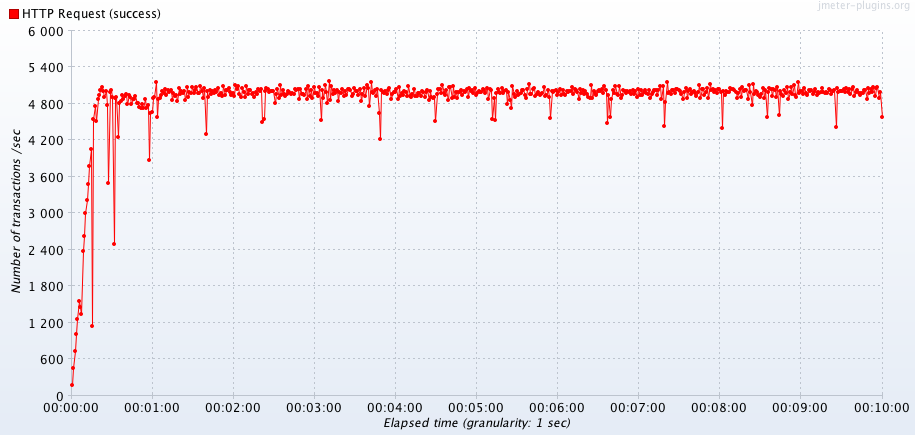 jmeter-plugins.org
HTTP Request (success)
6 000
5 400
4 800
4 200
3 600
3 000
2 400
1 800
1 200
600
0
Number of transactions /sec
00:00:00 00:01:00 00:02:00 00:03:00 00:04:00 00:05:00 00:06:00 00:07:00 00:08:00 00:09:00 00:10:00
Elapsed time (granularity: 1 sec)